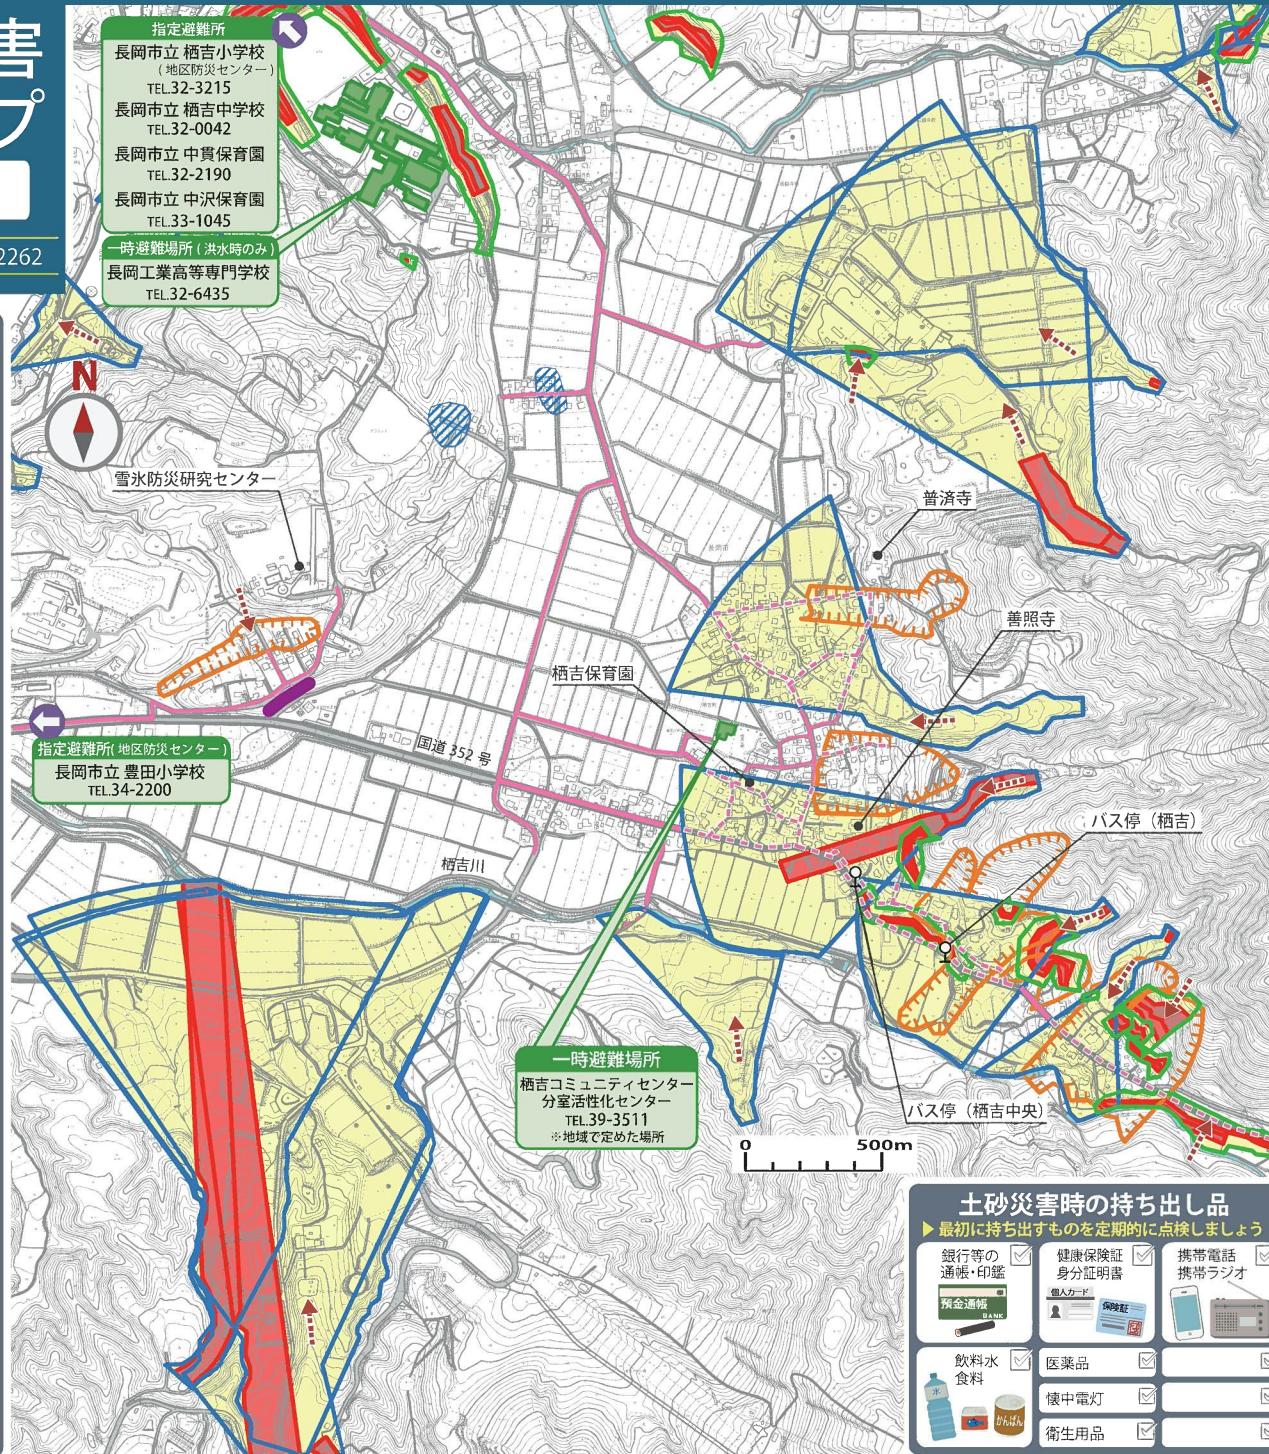 害
プ
2262
指定避難所
長岡市立 栖吉小学校
(地区防災センター)
TEL.32-3215
長岡市立 栖吉中学校
TEL.32-0042
長岡市立 中貫保育園
TEL.32-2190
長岡市立 中沢保育園
TEL.33-1045
一時避難場所(洪水時のみ)
長岡工業高等専門学校
TEL.32-6435
N
雪氷防災研究センター
普済寺
善照寺
栖吉保育園
国道352号
指定避難所(地区防災センター)
長岡市立 豊田小学校
TEL.34-2200
バス停（栖吉）
栖吉川
一時避難場所
栖吉コミュニティセンター
分室活性化センター
TEL.39-3511
※地域で定めた場所
バス停（栖吉中央）
0 500m
土砂災害時の持ち出し品
▶最初に持ち出すものを定期的に点検しましょう
銀行等の
通帳・印鑑
預金通帳
BANK
健康保険証
身分証明書
個人カード
保険証
携帯電話
携帯ラジオ
飲料水
食料
水
かんぱん
医薬品
懐中電灯
衛生用品